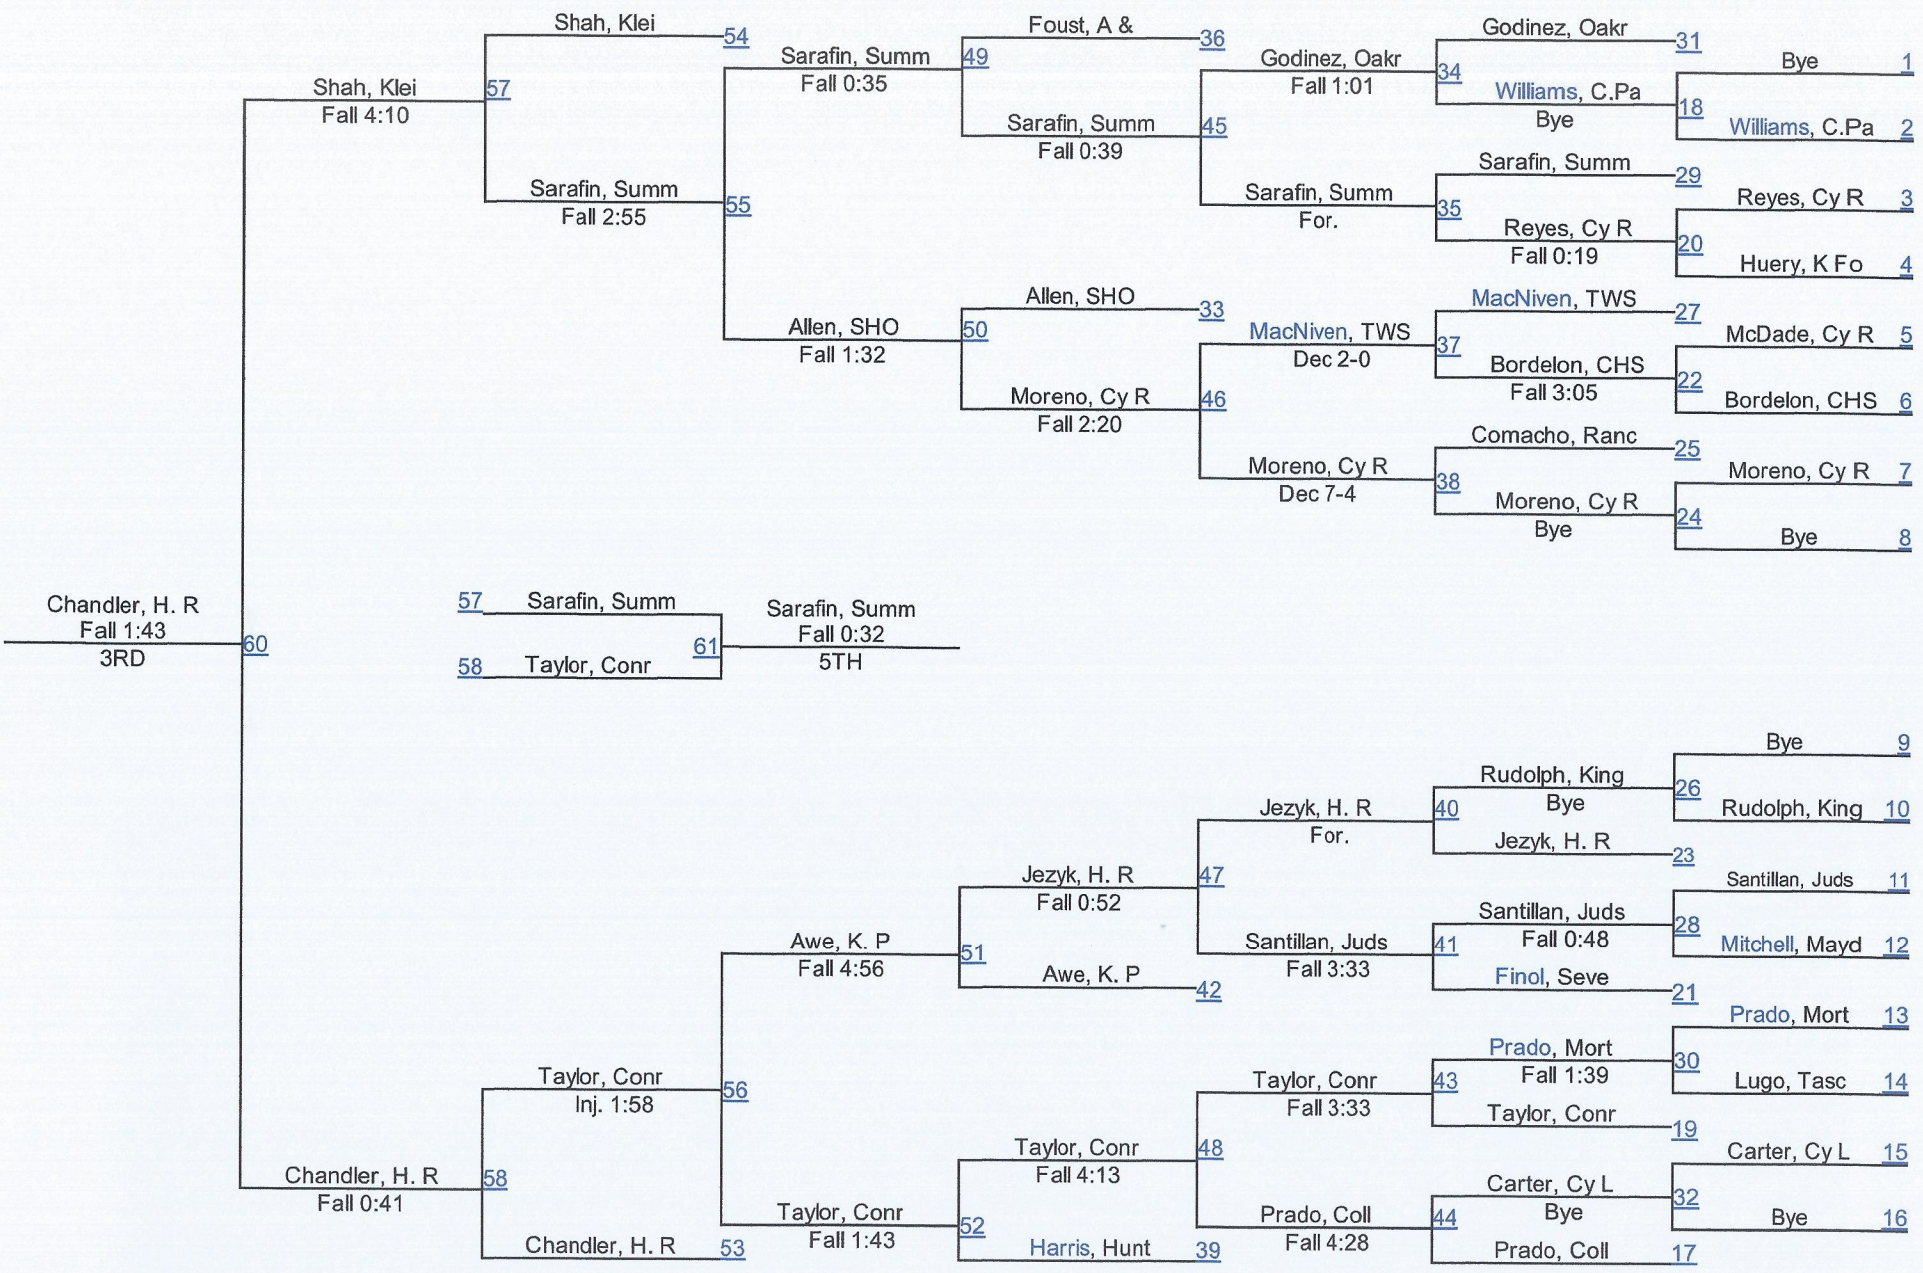 Shah, Klei
54
Shah, Klei
Fall 4:10
57
Sarafin, Summ
Fall 2:55
55
Sarafin, Summ
Fall 0:35
49
Foust, A &
36
Sarafin, Summ
Fall 0:39
45
Godinez, Oakr
Fall 1:01
34
Godinez, Oakr
31
Williams, C.Pa
Bye
18
Bye
1
Williams, C.Pa
2
Sarafin, Summ
For.
35
Sarafin, Summ
29
Reyes, Cy R
Fall 0:19
20
Reyes, Cy R
3
Huery, K Fo
4
Allen, SHO
Fall 1:32
50
Allen, SHO
33
Moreno, Cy R
Fall 2:20
46
MacNiven, TWS
Dec 2-0
37
MacNiven, TWS
27
Bordelon, CHS
Fall 3:05
22
McDade, Cy R
5
Bordelon, CHS
6
Moreno, Cy R
Dec 7-4
38
Comacho, Ranc
25
Moreno, Cy R
Bye
24
Moreno, Cy R
7
Bye
8
Chandler, H. R
Fall 1:43
3RD
60
57
Sarafin, Summ
58
Taylor, Conr
61
Sarafin, Summ
Fall 0:32
5TH
Chandler, H. R
Fall 0:41
58
Taylor, Conr
Inj. 1:58
56
Chandler, H. R
53
Awe, K. P
Fall 4:56
51
Jezyk, H. R
Fall 0:52
47
Awe, K. P
42
Jezyk, H. R
For.
40
Rudolph, King
Bye
26
Bye
9
Rudolph, King
10
Jezyk, H. R
23
Santillan, Juds
Fall 3:33
41
Santillan, Juds
Fall 0:48
28
Santillan, Juds
11
Mitchell, Mayd
12
Finol, Seve
21
Taylor, Conr
Fall 1:43
52
Taylor, Conr
Fall 4:13
48
Harris, Hunt
39
Taylor, Conr
Fall 3:33
43
Prado, Mort
Fall 1:39
30
Prado, Mort
13
Lugo, Tasc
14
Taylor, Conr
19
Prado, Coll
Fall 4:28
44
Carter, Cy L
Bye
32
Carter, Cy L
15
Bye
16
Prado, Coll
17